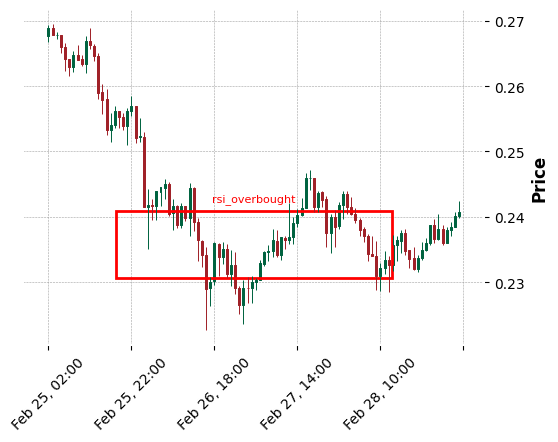 0.27
0.26
0.25
0.24
0.23
Price
rsi_overbought
Feb 25, 02:00
Feb 25, 22:00
Feb 26, 18:00
Feb 27, 14:00
Feb 28, 10:00